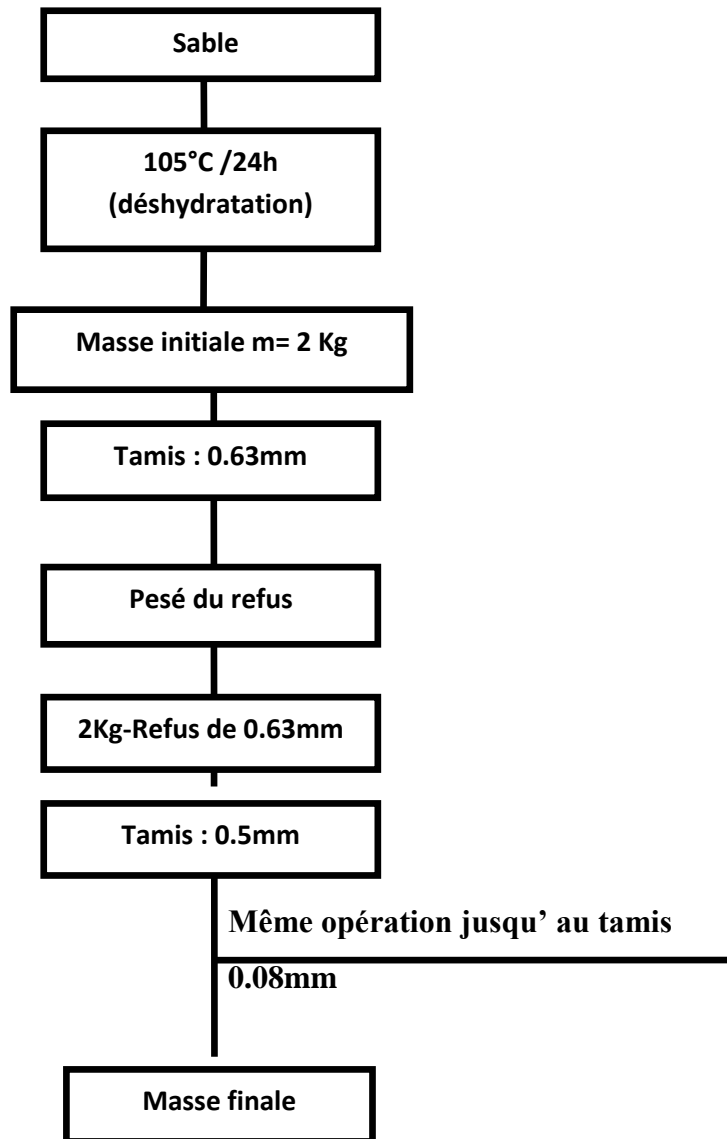 Sable
105°C /24h
(déshydratation)
Masse initiale m= 2 Kg
Tamis : 0.63mm
Pesé du refus
2Kg-Refus de 0.63mm
Tamis : 0.5mm
Même opération jusqu’ au tamis
0.08mm
Masse finale